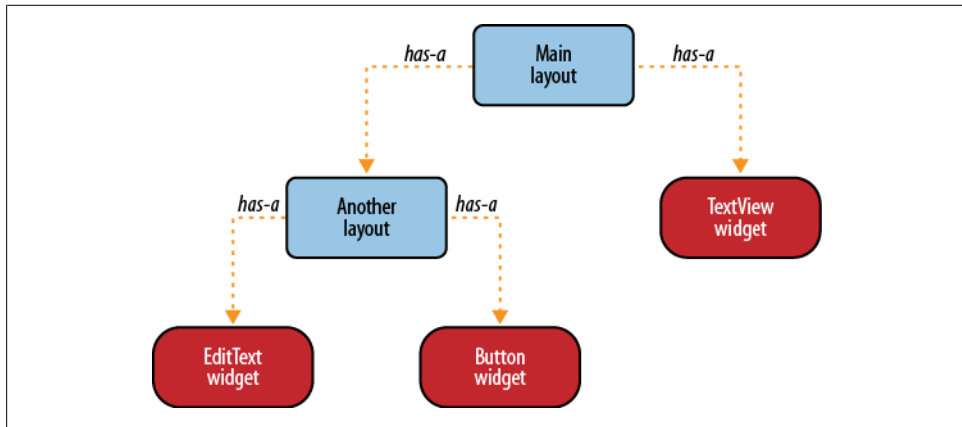 has-a
Main
layout
has-a
has-a
Another
layout
has-a
TextView
widget
EditText
widget
Button
widget